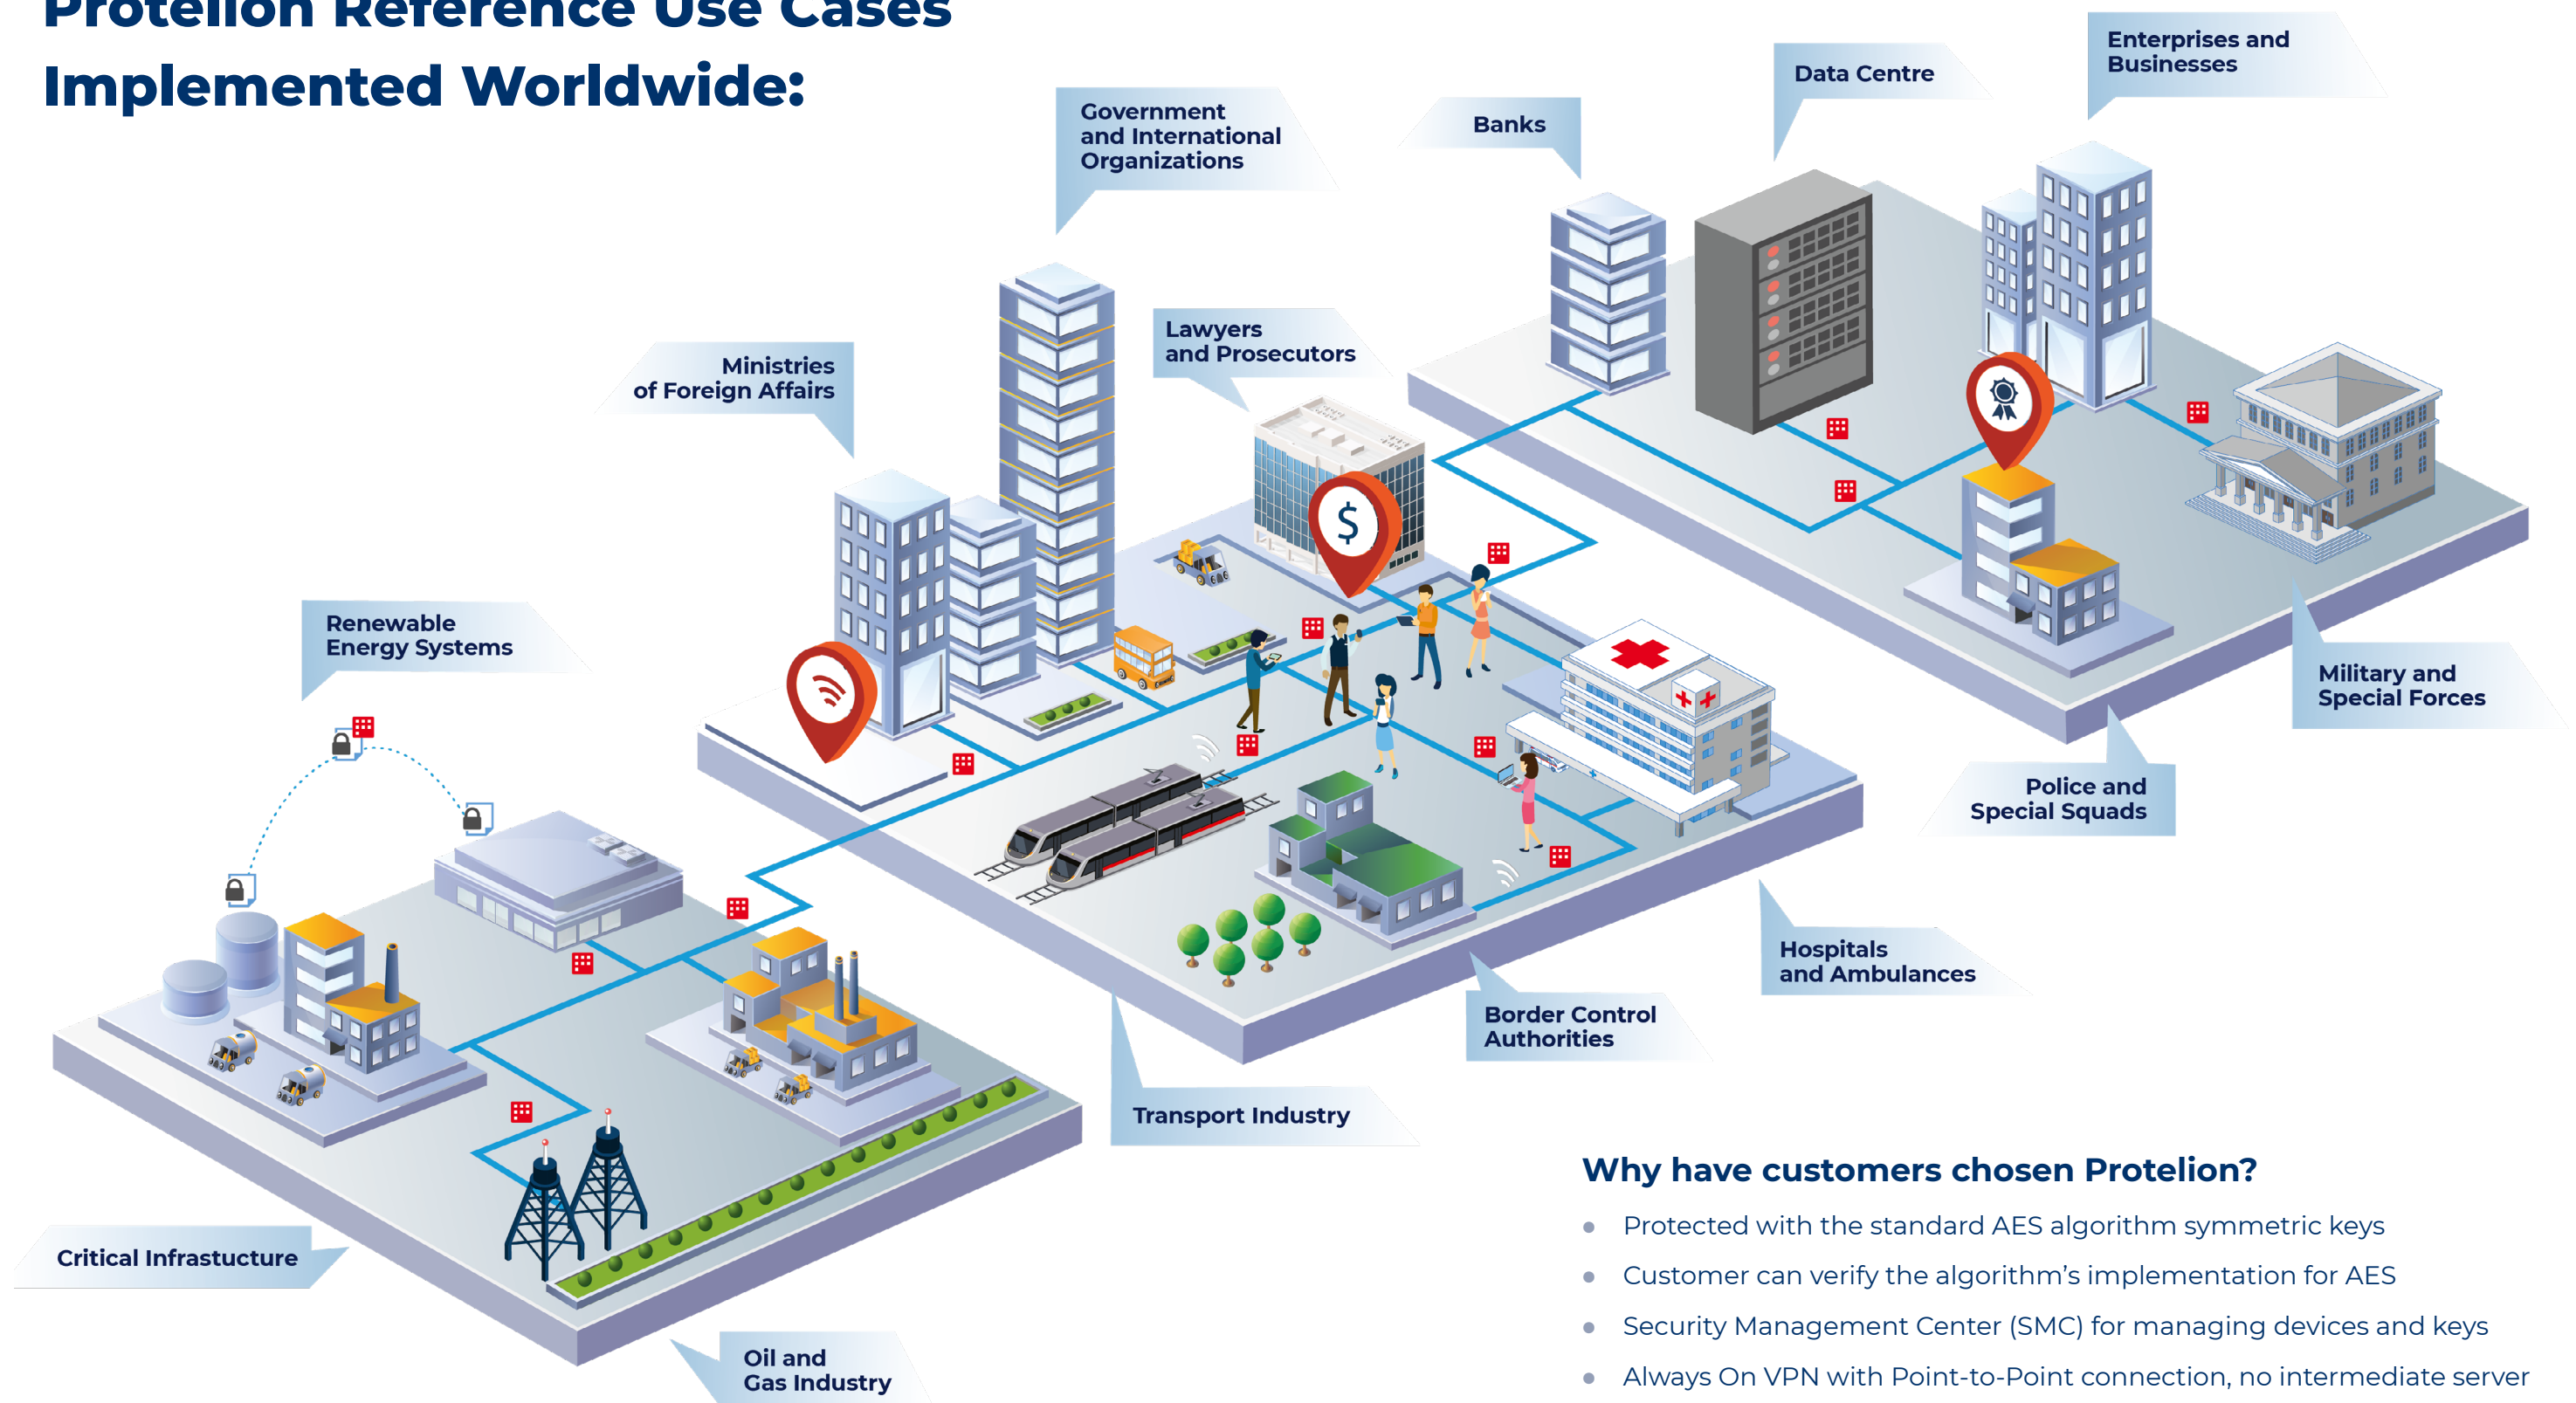 Protelion Reference Use Cases
Implemented Worldwide:
Enterprises and
Businesses
Data Centre
Banks
Government
and International
Organizations
Lawyers
and Prosecutors
Ministries
of Foreign Affairs
Renewable
Energy Systems
$
Military and
Special Forces
Police and
Special Squads
Hospitals
and Ambulances
Border Control
Authorities
Transport Industry
Critical Infrastucture
Oil and
Gas Industry
Why have customers chosen Protelion?
• Protected with the standard AES algorithm symmetric keys
• Customer can verify the algorithm’s implementation for AES
• Security Management Center (SMC) for managing devices and keys
• Always On VPN with Point-to-Point connection, no intermediate server